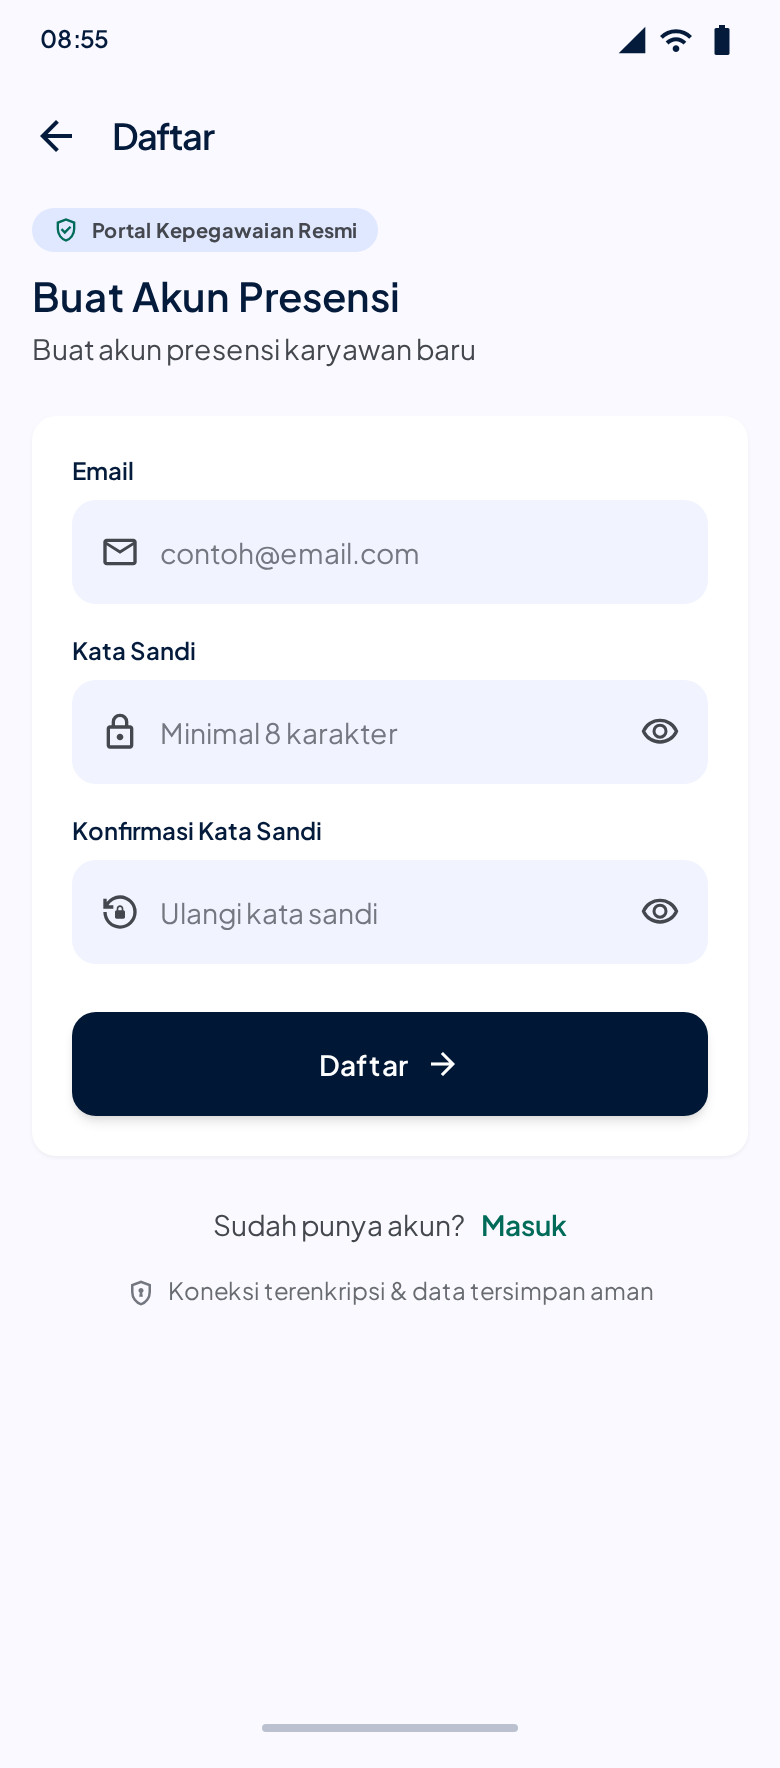 08:55
Daftar
Portal Kepegawaian Resmi
Buat Akun Presensi
Buat akun presensi karyawan baru
Email
contoh@email.com
Kata Sandi
Minimal 8 karakter
Konfirmasi Kata Sandi
Ulangi kata sandi
Daftar
Sudah punya akun? Masuk
Koneksi terenkripsi & data tersimpan aman